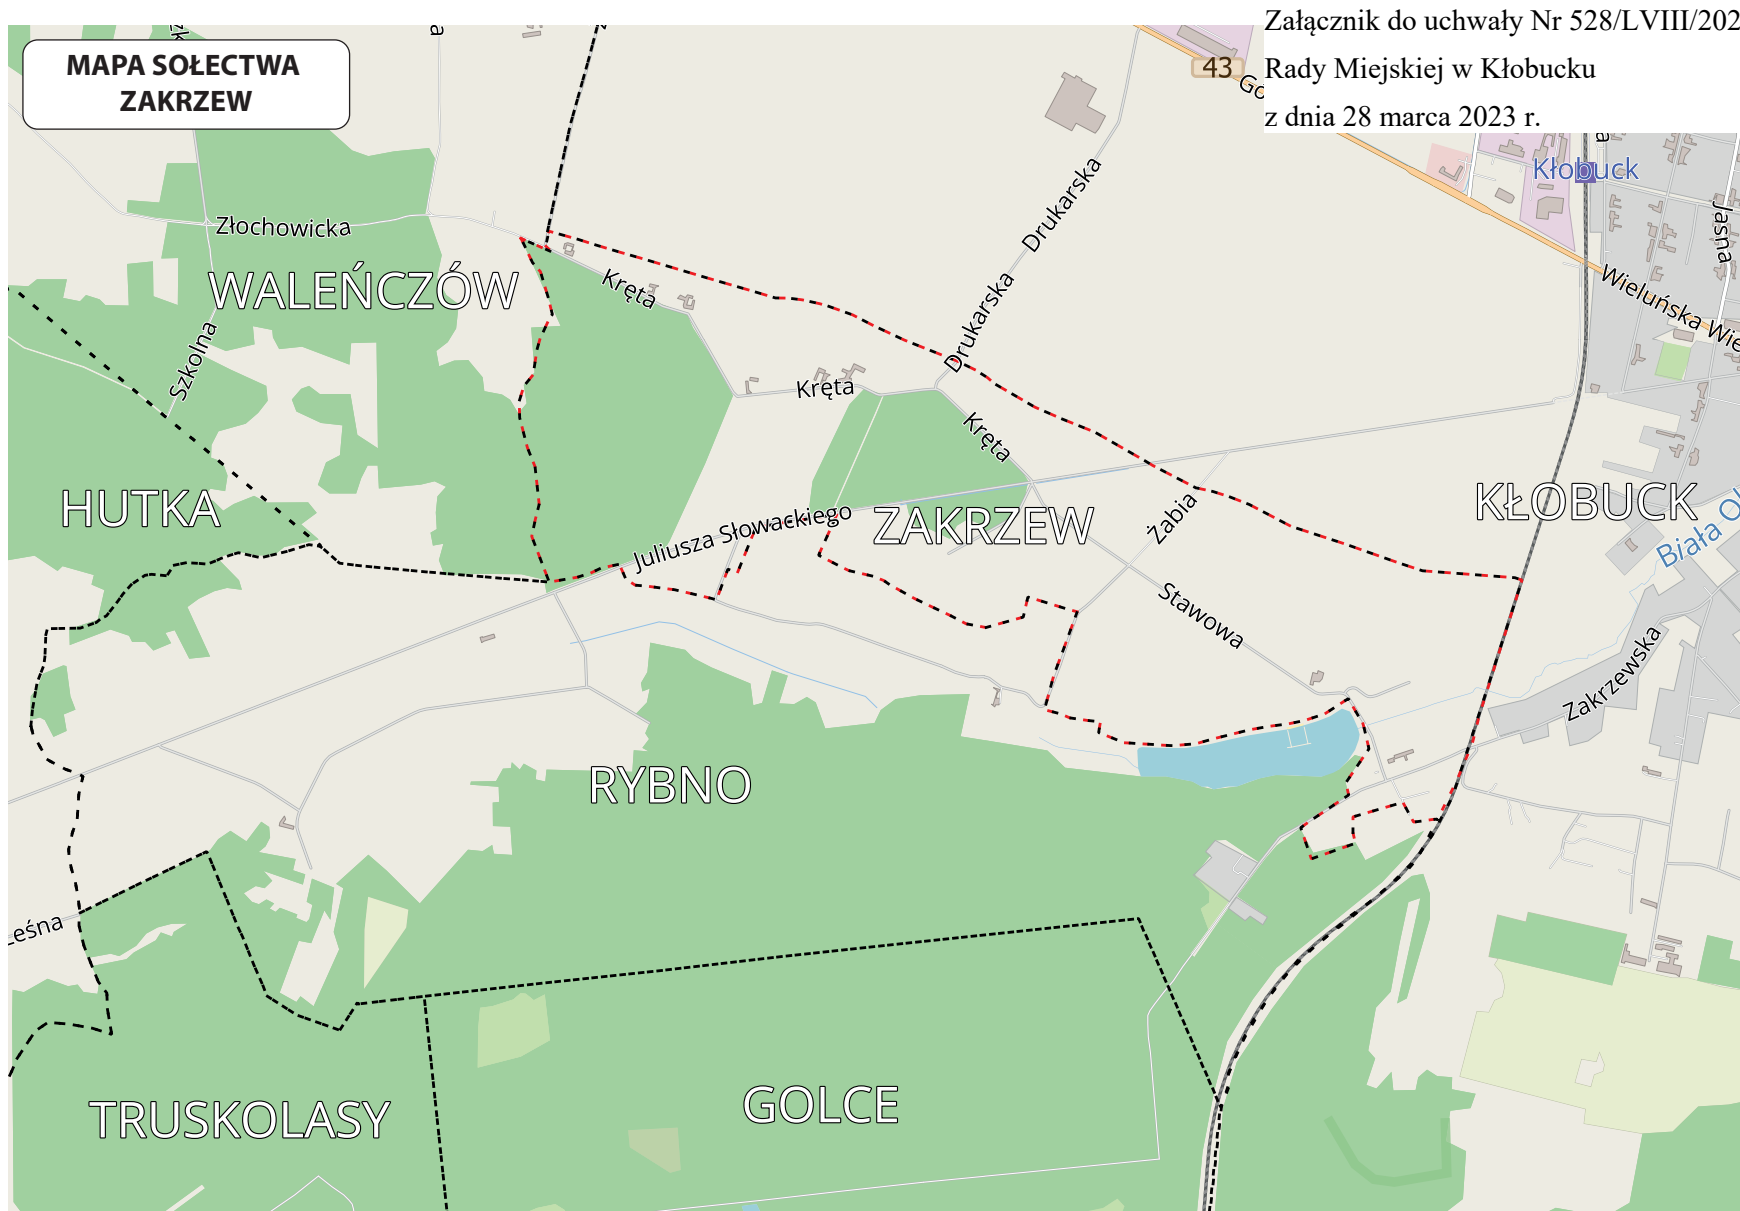 Załącznik do uchwały Nr 528/LVIII/202
Rady Miejskiej w Kłobucku
z dnia 28 marca 2023 r.
MAPA SOŁECTWA
ZAKRZEW
43
Kłobuck
Złochowicka
WALEŃCZÓW
Kręta
Drukarska
Drukarska
Jasna
Wieluńska
Szkolna
Kręta
Kręta
HUTKA
Juliusza Słowackiego
ZAKRZEW
Żabia
KŁOBUCK
Biała
Stawowa
Zakrzewska
RYBNO
TRUSKOLASY
GOLCE